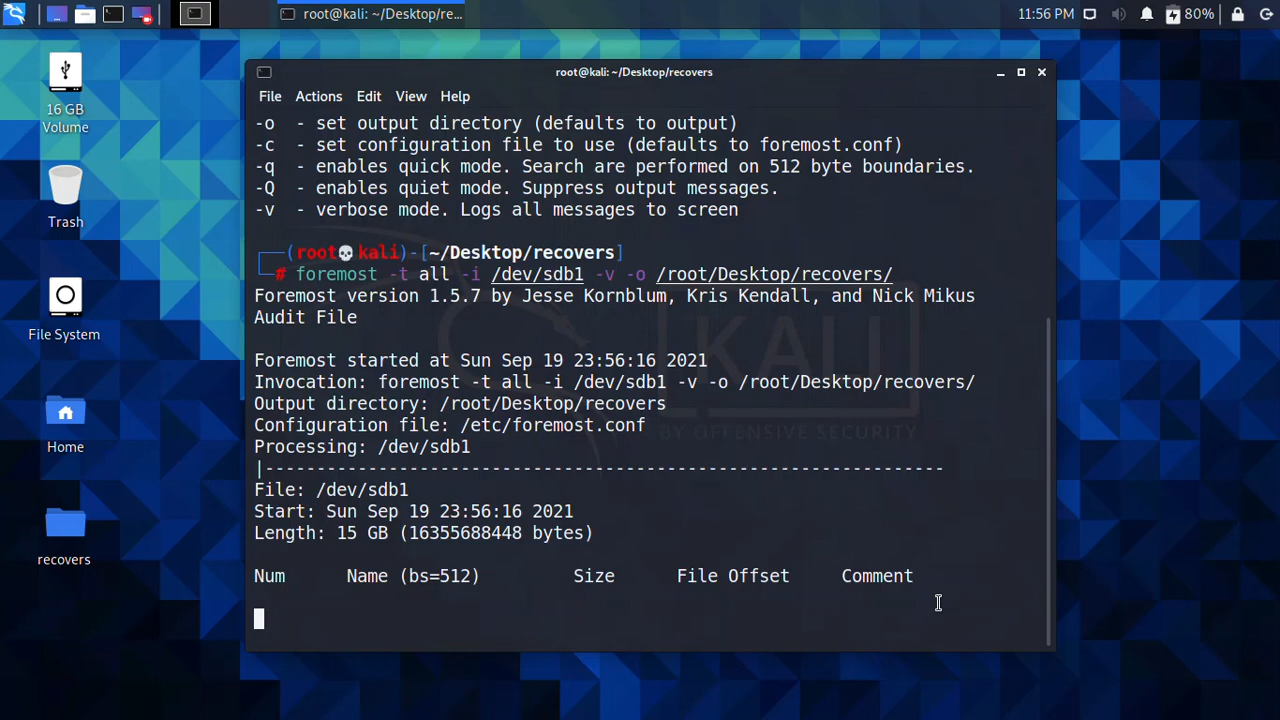 root@kali: ~/Desktop/re...
11:56 PM
80%
16 GB
Volume
Trash
File System
Home
recovers
root@kali: ~/Desktop/recovers
File Actions Edit View Help
-o - set output directory (defaults to output)
-c - set configuration file to use (defaults to foremost.conf)
-q - enables quick mode. Search are performed on 512 byte boundaries.
-Q - enables quiet mode. Suppress output messages.
-v - verbose mode. Logs all messages to screen
(root💀kali)-[~/Desktop/recovers]
# foremost -t all -i /dev/sdb1 -v -o /root/Desktop/recovers/
Foremost version 1.5.7 by Jesse Kornblum, Kris Kendall, and Nick Mikus
Audit File
Foremost started at Sun Sep 19 23:56:16 2021
Invocation: foremost -t all -i /dev/sdb1 -v -o /root/Desktop/recovers/
Output directory: /root/Desktop/recovers
Configuration file: /etc/foremost.conf
Processing: /dev/sdb1
|------------------------------------------------------------------
File: /dev/sdb1
Start: Sun Sep 19 23:56:16 2021
Length: 15 GB (16355688448 bytes)
Num Name (bs=512) Size File Offset Comment
KALI
BY OFFENSIVE SECURITY